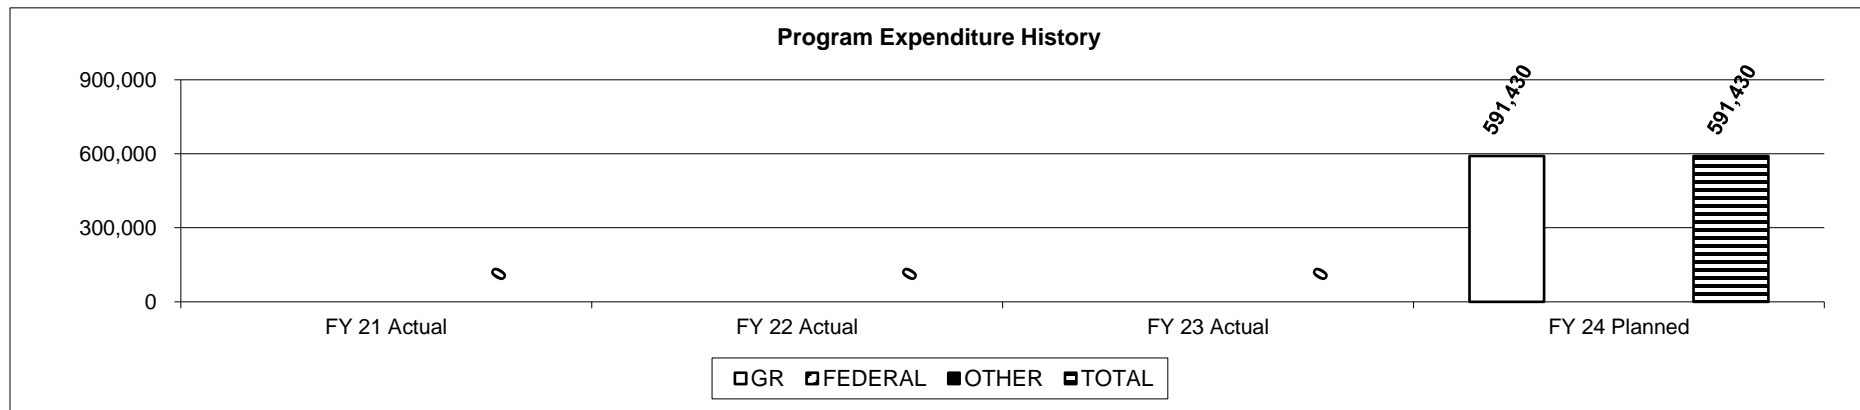 Program Expenditure History
900,000
600,000
300,000
0
591,430
591,430
0
0
0
FY 21 Actual
FY 22 Actual
FY 23 Actual
FY 24 Planned
GR FEDERAL OTHER TOTAL